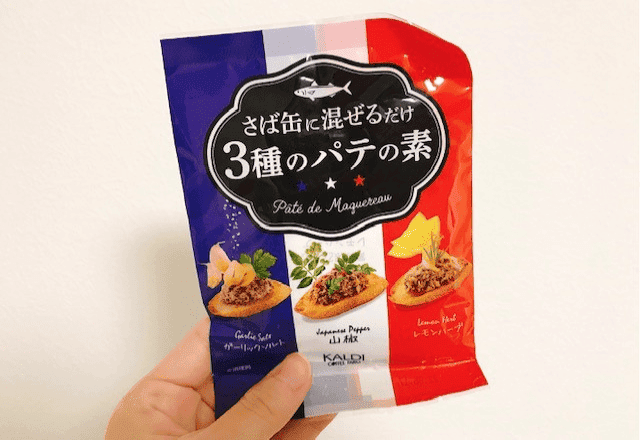 さば缶に混ぜるだけ
3種のパテの素
Pâté de Maquereau
Garlic Salt
ガーリックソルト
Japanese Pepper
山椒
Lemon Herb
レモンハーブ
KALDI
COFFEE FARM